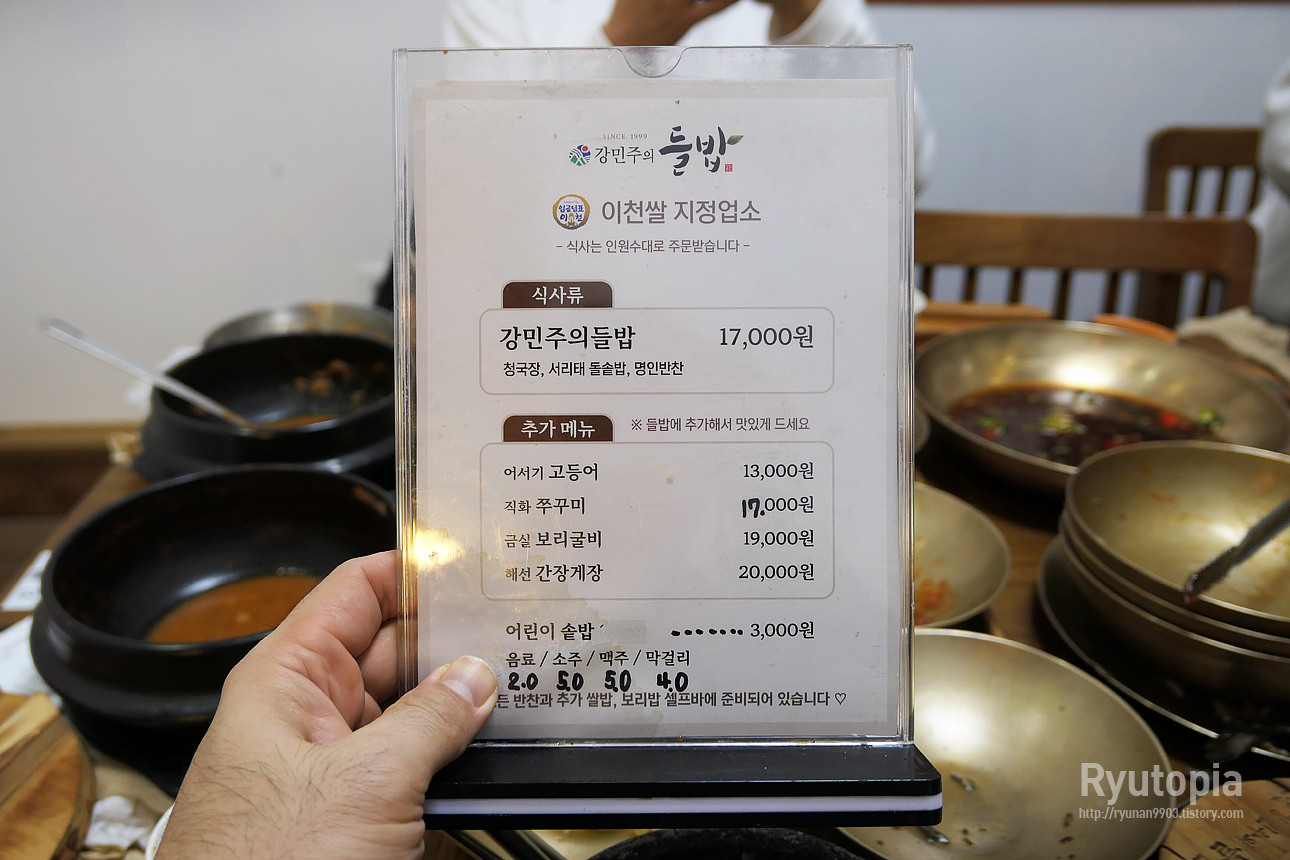 SINCE 1999
강민주의 들밥
임금님표
이천
이천쌀 지정업소
- 식사는 인원수대로 주문받습니다 -
식사류
강민주의들밥 17,000원
청국장, 서리태 돌솥밥, 명인반찬
추가 메뉴 ※ 들밥에 추가해서 맛있게 드세요
어서기 고등어 13,000원
직화 쭈꾸미 17.000원
금실 보리굴비 19,000원
해선 간장게장 20,000원
어린이 솥밥 ······· 3,000원
음료 / 소주 / 맥주 / 막걸리
2.0 5.0 5.0 4.0
든 반찬과 추가 쌀밥, 보리밥 셀프바에 준비되어 있습니다 ♡
Ryutopia
http://ryunan9903.tistory.com